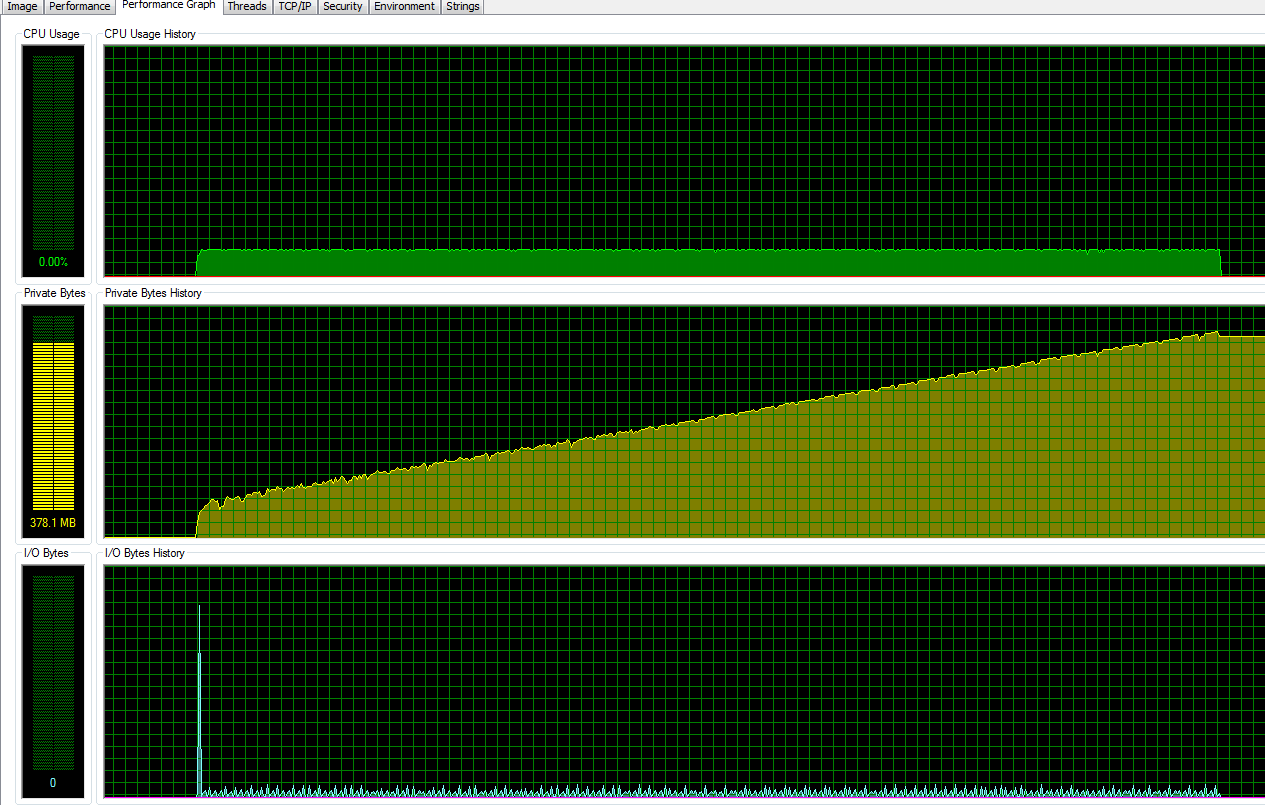 Image Performance Performance Graph Threads TCP/IP Security Environment Strings
CPU Usage CPU Usage History
0.00%
Private Bytes Private Bytes History
378.1 MB
I/O Bytes I/O Bytes History
0